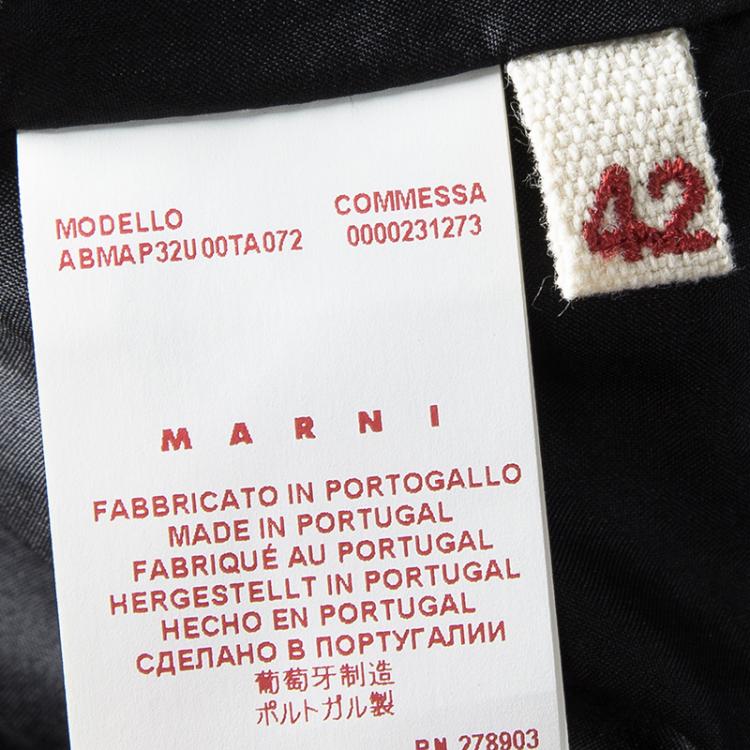 MODELLO
ABMAP32U00TA072
COMMESSA
0000231273
42
MARNI
FABBRICATO IN PORTOGALLO
MADE IN PORTUGAL
FABRIQUÉ AU PORTUGAL
HERGESTELLT IN PORTUGAL
HECHO EN PORTUGAL
СДЕЛАНО В ПОРТУГАЛИИ
葡萄牙制造
ポルトガル製
RN 278903